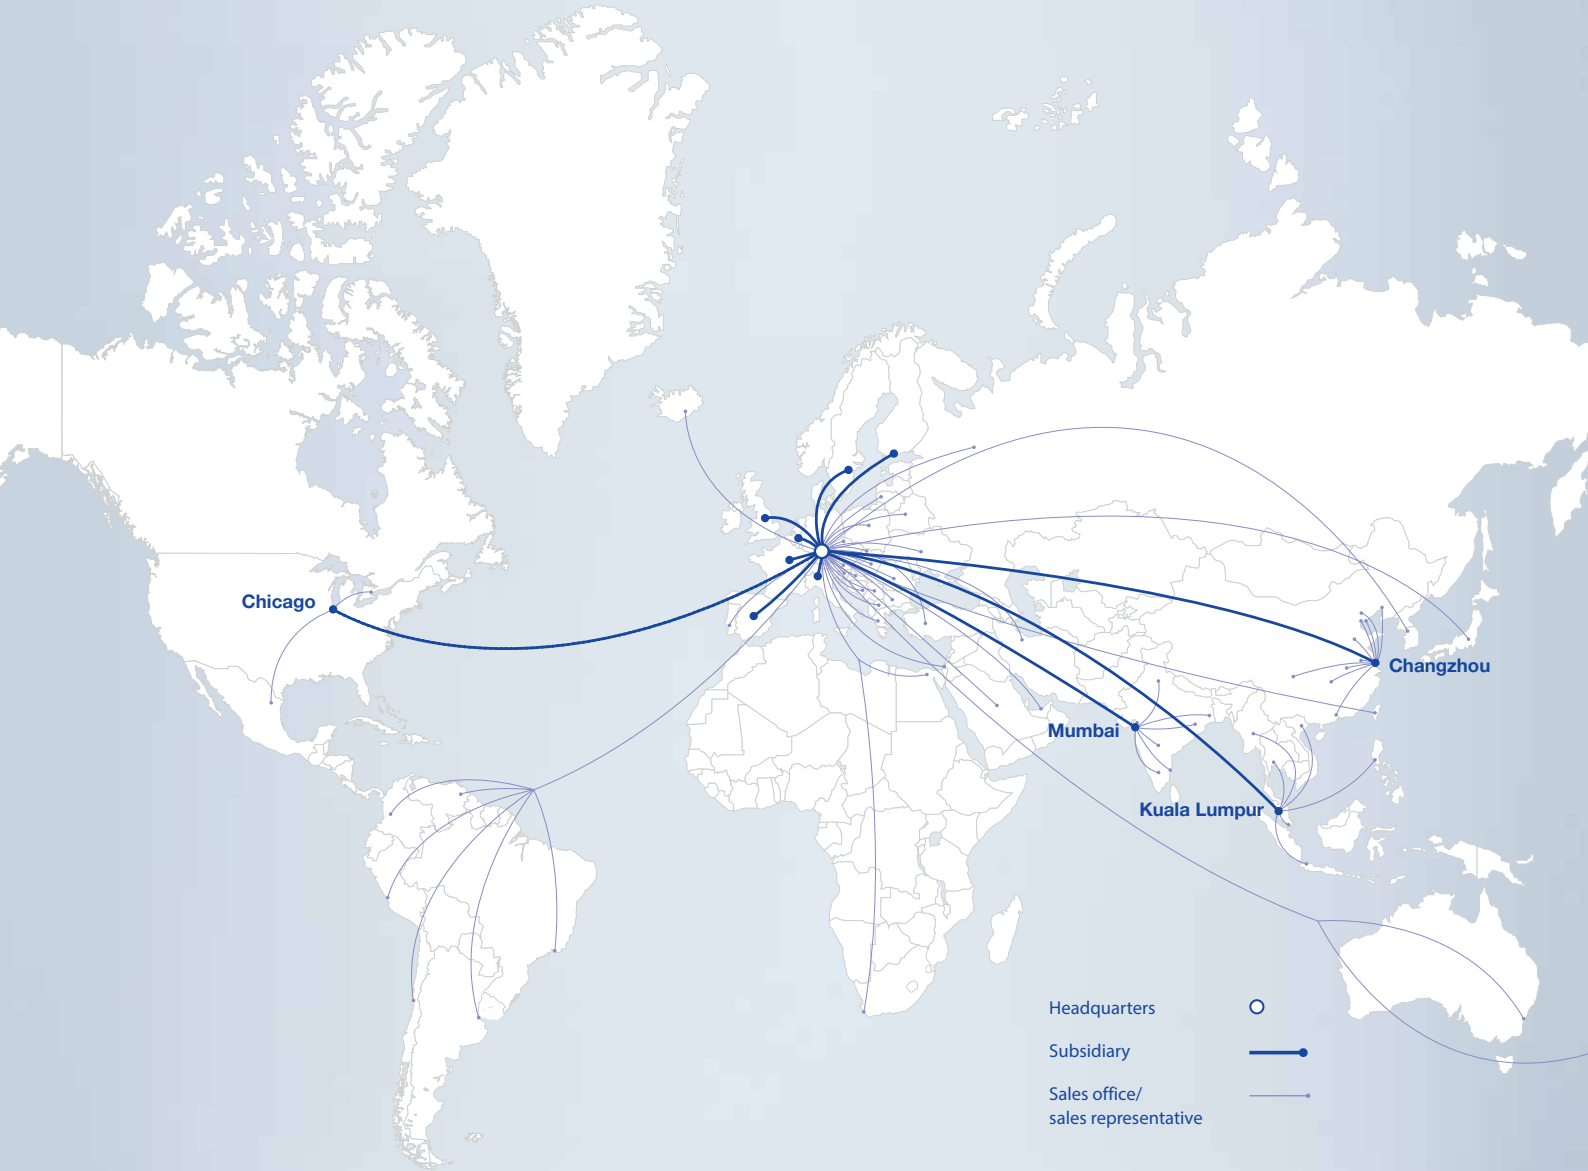 Chicago
Changzhou
Mumbai
Kuala Lumpur
Headquarters
Subsidiary
Sales office/
sales representative